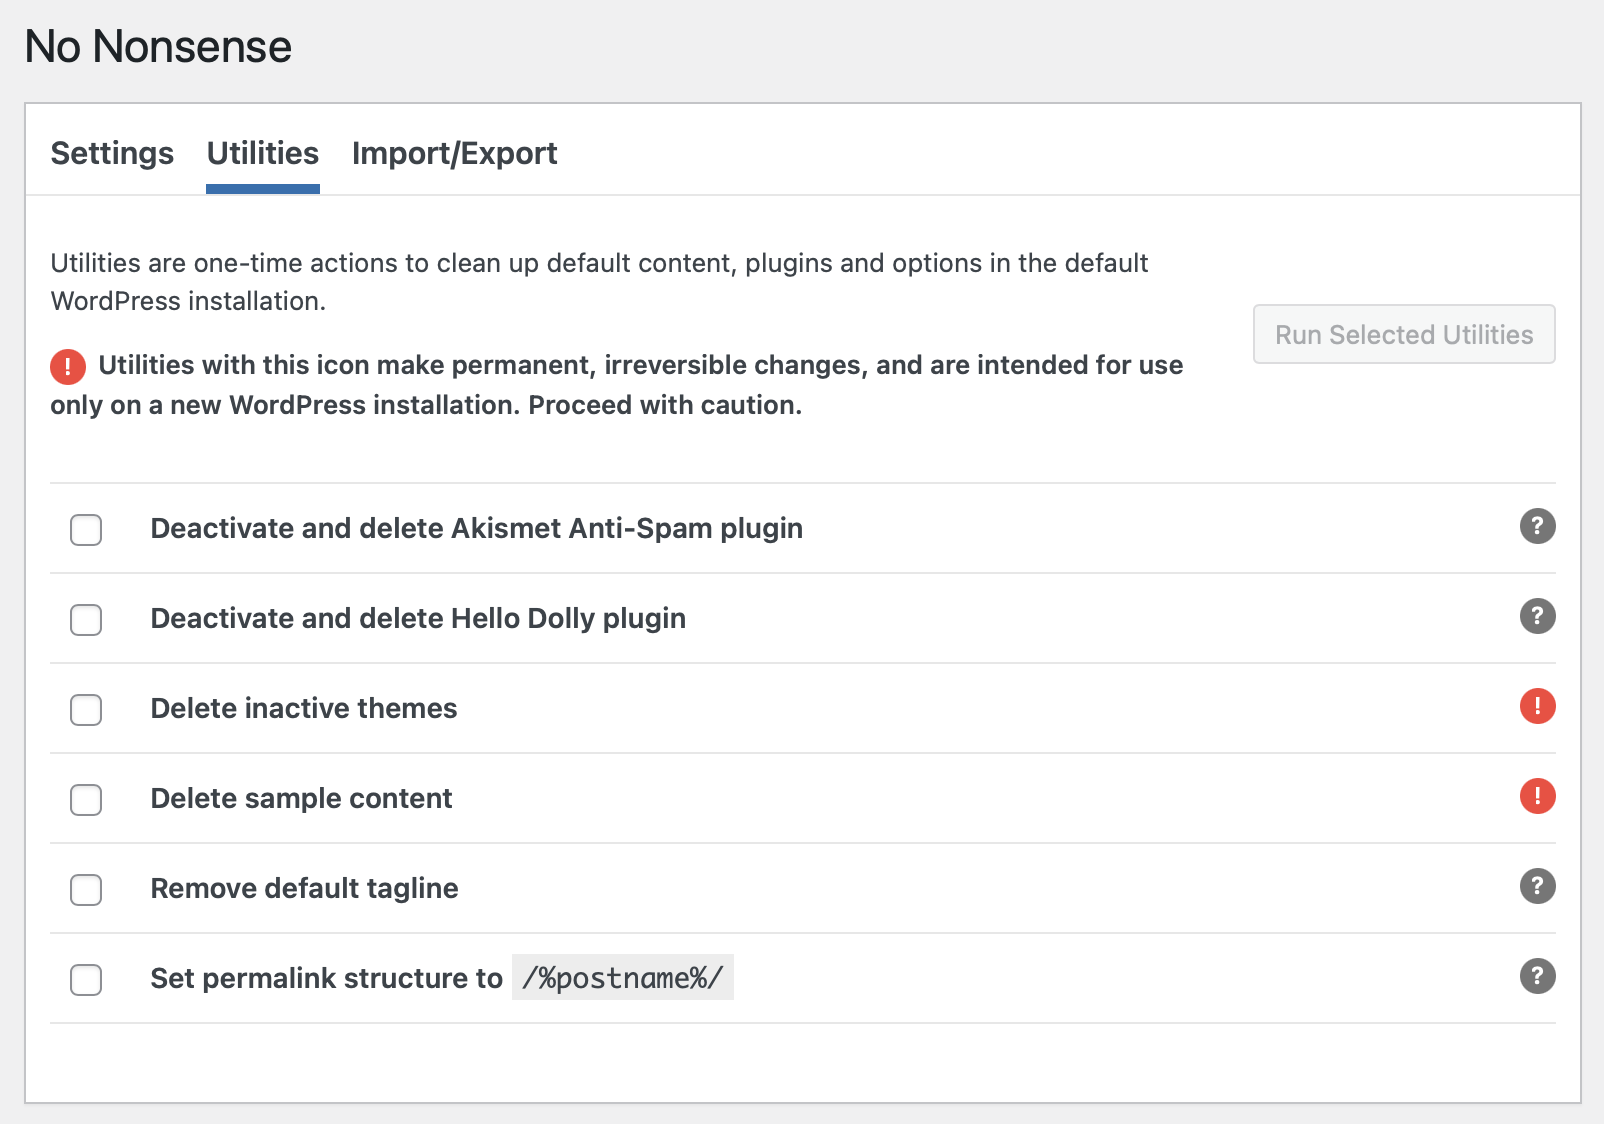 No Nonsense
Settings Utilities Import/Export
Utilities are one-time actions to clean up default content, plugins and options in the default
WordPress installation.
Run Selected Utilities
! Utilities with this icon make permanent, irreversible changes, and are intended for use
only on a new WordPress installation. Proceed with caution.
Deactivate and delete Akismet Anti-Spam plugin ?
Deactivate and delete Hello Dolly plugin ?
Delete inactive themes !
Delete sample content !
Remove default tagline ?
Set permalink structure to /%postname%/ ?